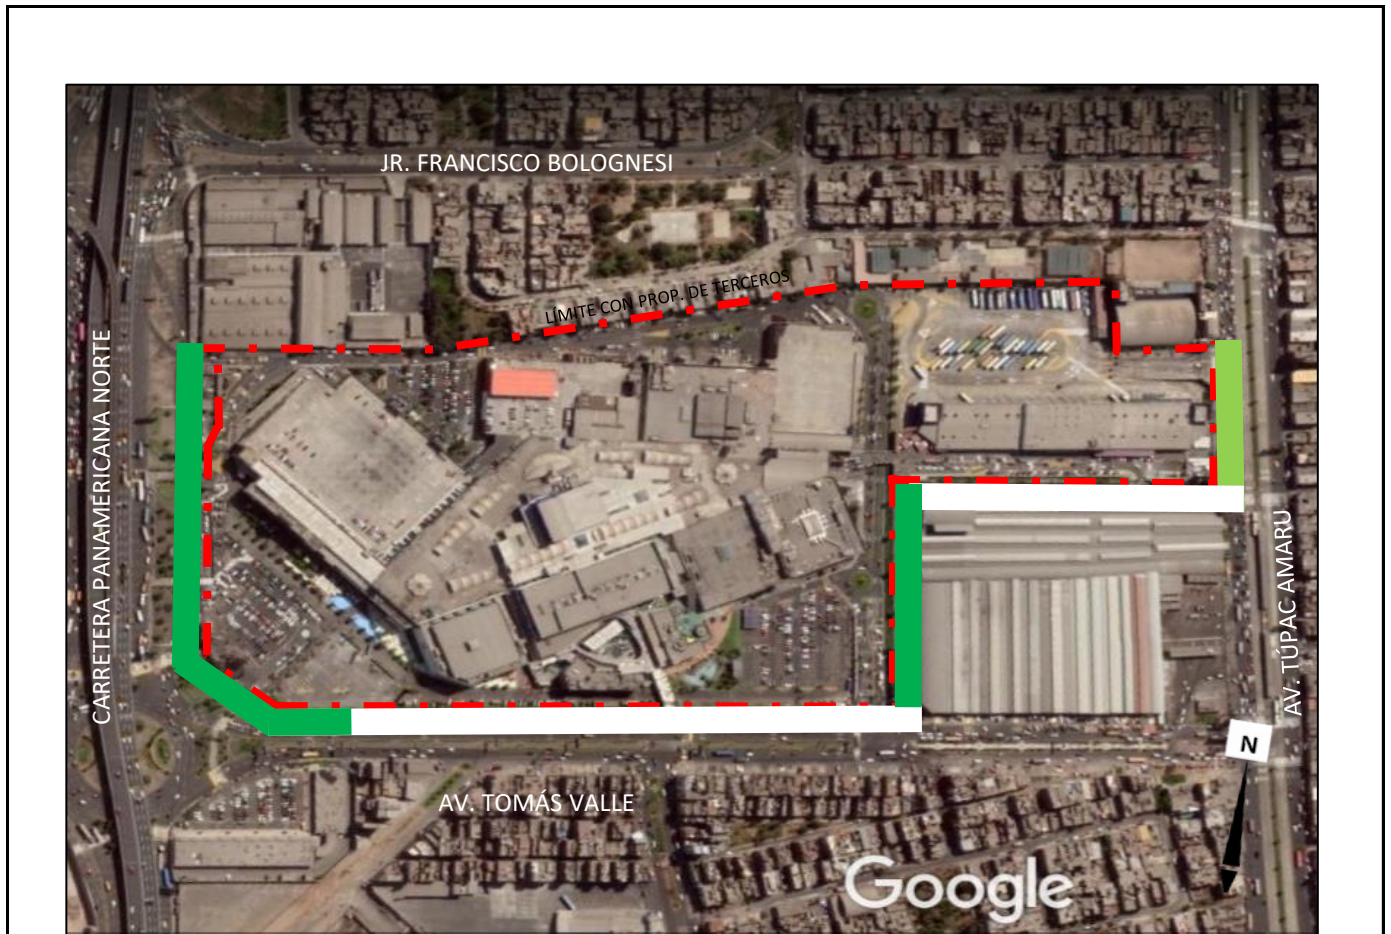 JR. FRANCISCO BOLOGNESI
LÍMITE CON PROP. DE TERCEROS
CARRETERA PANAMERICANA NORTE
AV. TÚPAC AMARU
N
AV. TOMÁS VALLE
Google